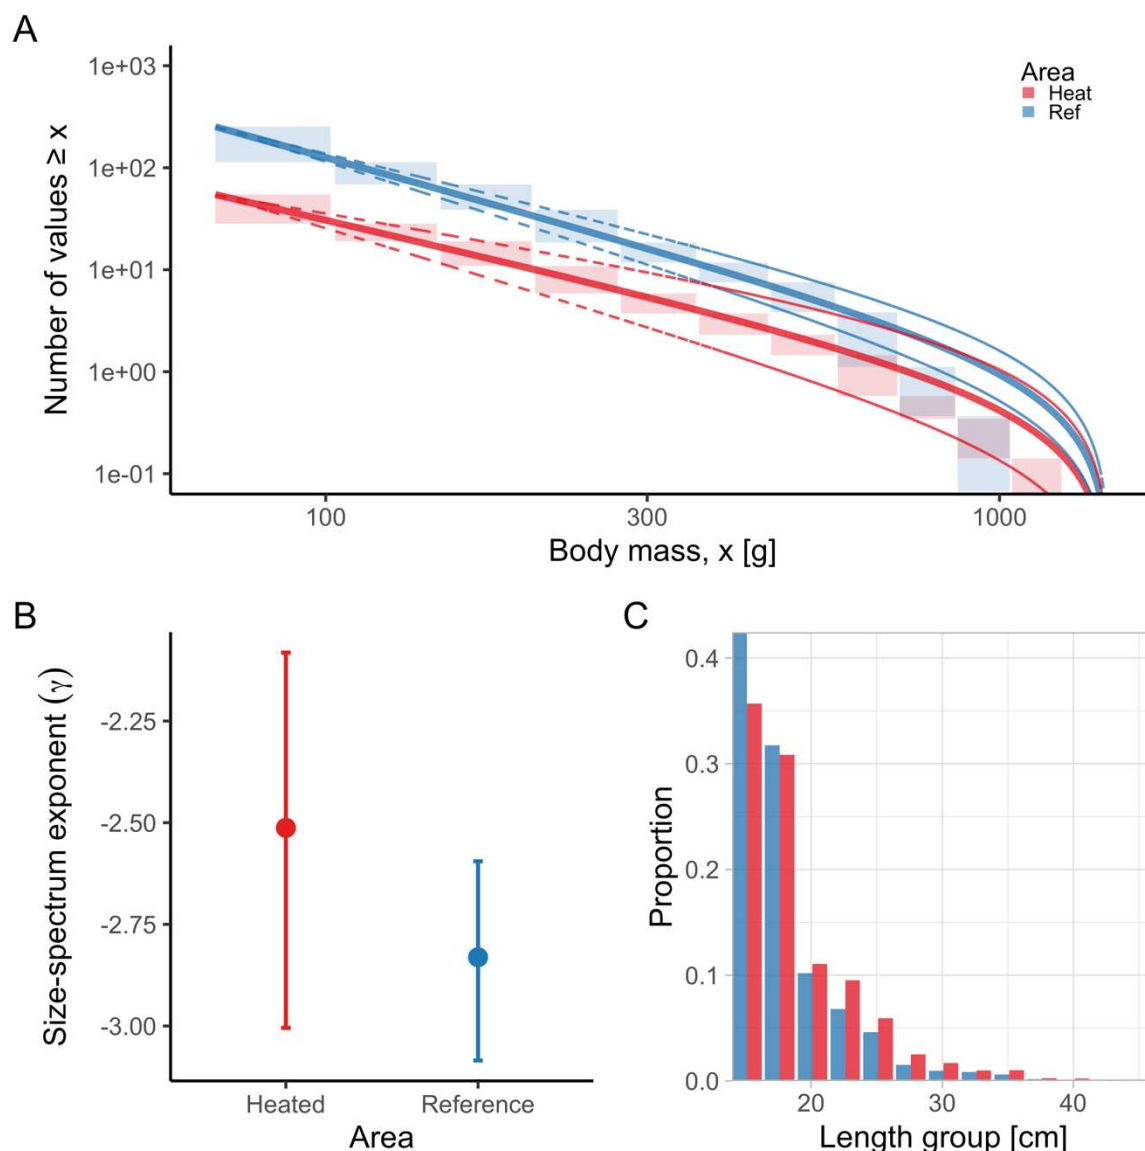 A
1e+03
1e+02
1e+01
1e+00
1e-01
Number of values ≥ x
Area
Heat
Ref
100
300
1000
Body mass, x [g]
B
-2.25
-2.50
-2.75
-3.00
Size-spectrum exponent (γ)
Heated
Reference
Area
C
0.4
0.3
0.2
0.1
0.0
Proportion
20
30
40
Length group [cm]